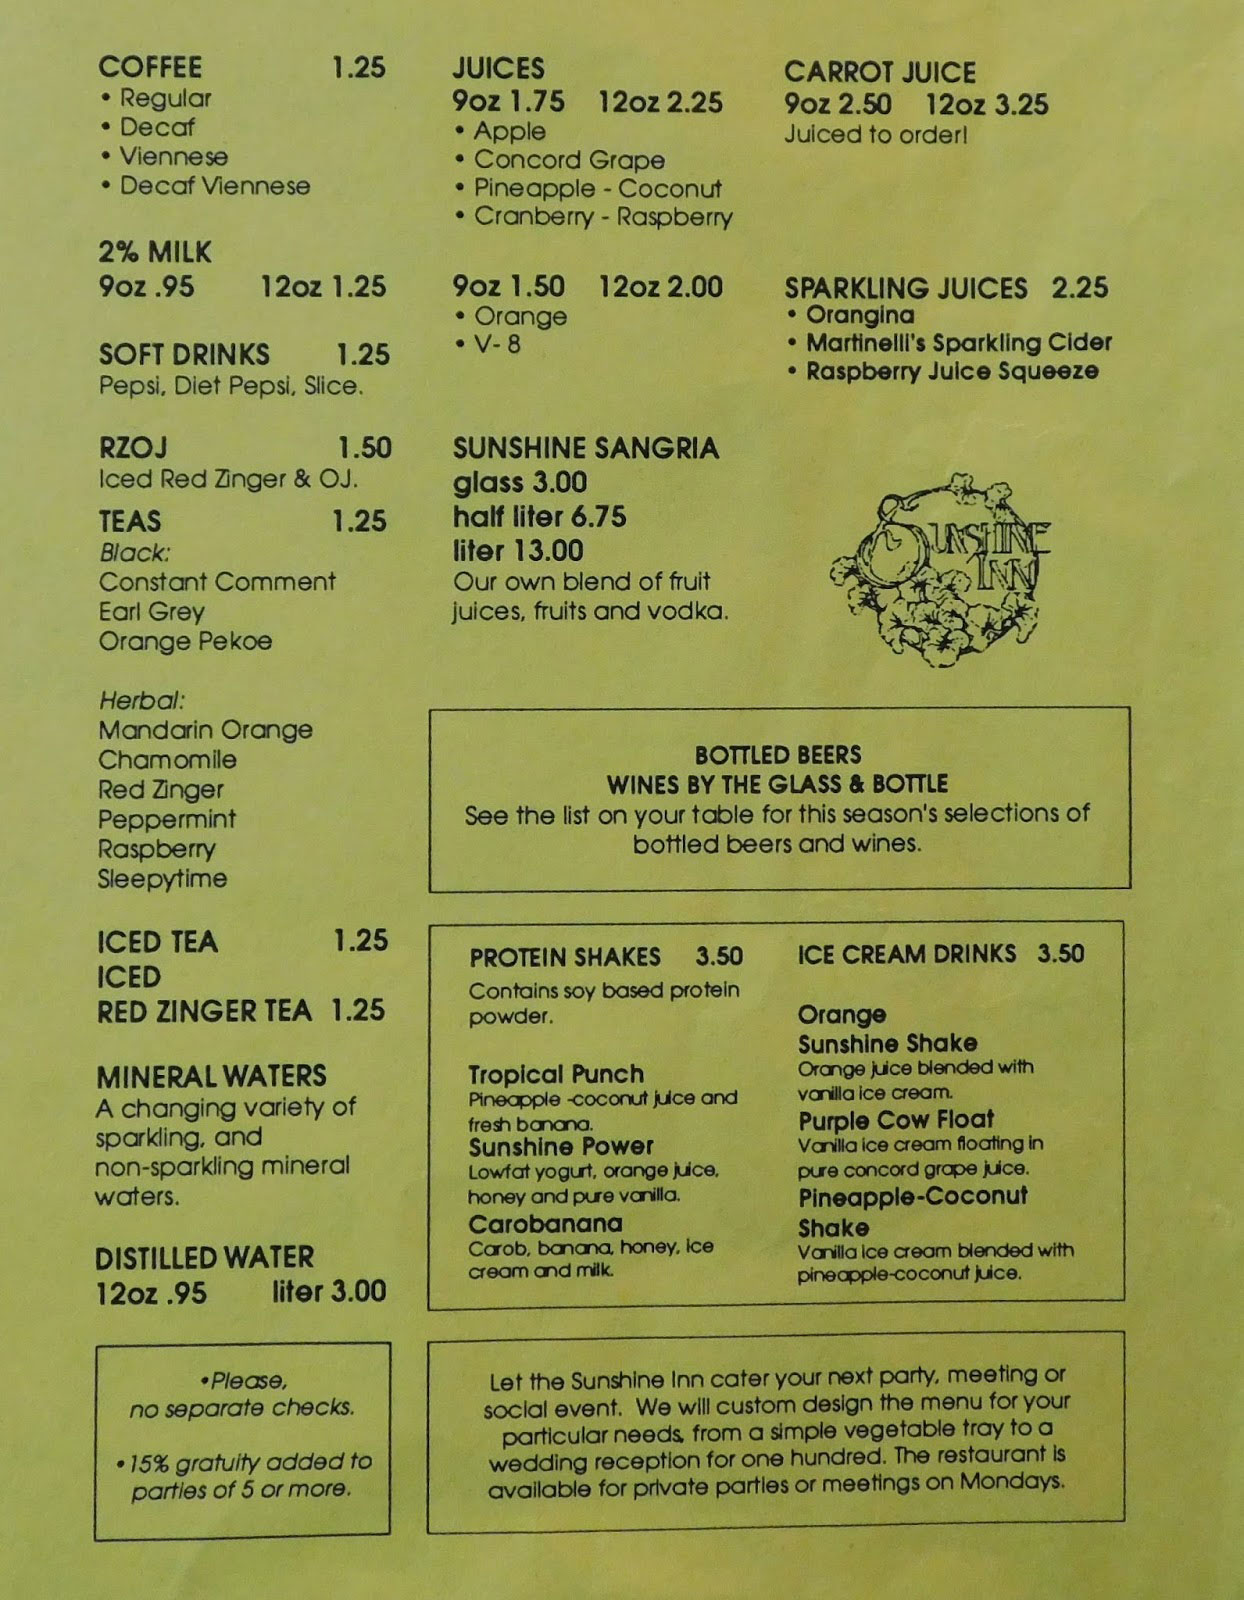 COFFEE 1.25
• Regular
• Decaf
• Viennese
• Decaf Viennese
2% MILK
9oz .95 12oz 1.25
SOFT DRINKS 1.25
Pepsi, Diet Pepsi, Slice.
RZOJ 1.50
Iced Red Zinger & OJ.
TEAS 1.25
Black:
Constant Comment
Earl Grey
Orange Pekoe
Herbal:
Mandarin Orange
Chamomile
Red Zinger
Peppermint
Raspberry
Sleepytime
ICED TEA 1.25
ICED
RED ZINGER TEA 1.25
MINERAL WATERS
A changing variety of
sparkling, and
non-sparkling mineral
waters.
DISTILLED WATER
12oz .95 liter 3.00
•Please,
no separate checks.
•15% gratuity added to
parties of 5 or more.
JUICES
9oz 1.75 12oz 2.25
• Apple
• Concord Grape
• Pineapple - Coconut
• Cranberry - Raspberry
9oz 1.50 12oz 2.00
• Orange
• V- 8
SUNSHINE SANGRIA
glass 3.00
half liter 6.75
liter 13.00
Our own blend of fruit
juices, fruits and vodka.
CARROT JUICE
9oz 2.50 12oz 3.25
Juiced to order!
SPARKLING JUICES 2.25
• Orangina
• Martinelli's Sparkling Cider
• Raspberry Juice Squeeze
SUNSHINE
INN
BOTTLED BEERS
WINES BY THE GLASS & BOTTLE
See the list on your table for this season's selections of
bottled beers and wines.
PROTEIN SHAKES 3.50
Contains soy based protein
powder.
Tropical Punch
Pineapple -coconut juice and
fresh banana.
Sunshine Power
Lowfat yogurt, orange juice,
honey and pure vanilla.
Carobanana
Carob, banana, honey, ice
cream and milk.
ICE CREAM DRINKS 3.50
Orange
Sunshine Shake
Orange juice blended with
vanilla ice cream.
Purple Cow Float
Vanilla ice cream floating in
pure concord grape juice.
Pineapple-Coconut
Shake
Vanilla ice cream blended with
pineapple-coconut juice.
Let the Sunshine Inn cater your next party, meeting or
social event. We will custom design the menu for your
particular needs, from a simple vegetable tray to a
wedding reception for one hundred. The restaurant is
available for private parties or meetings on Mondays.